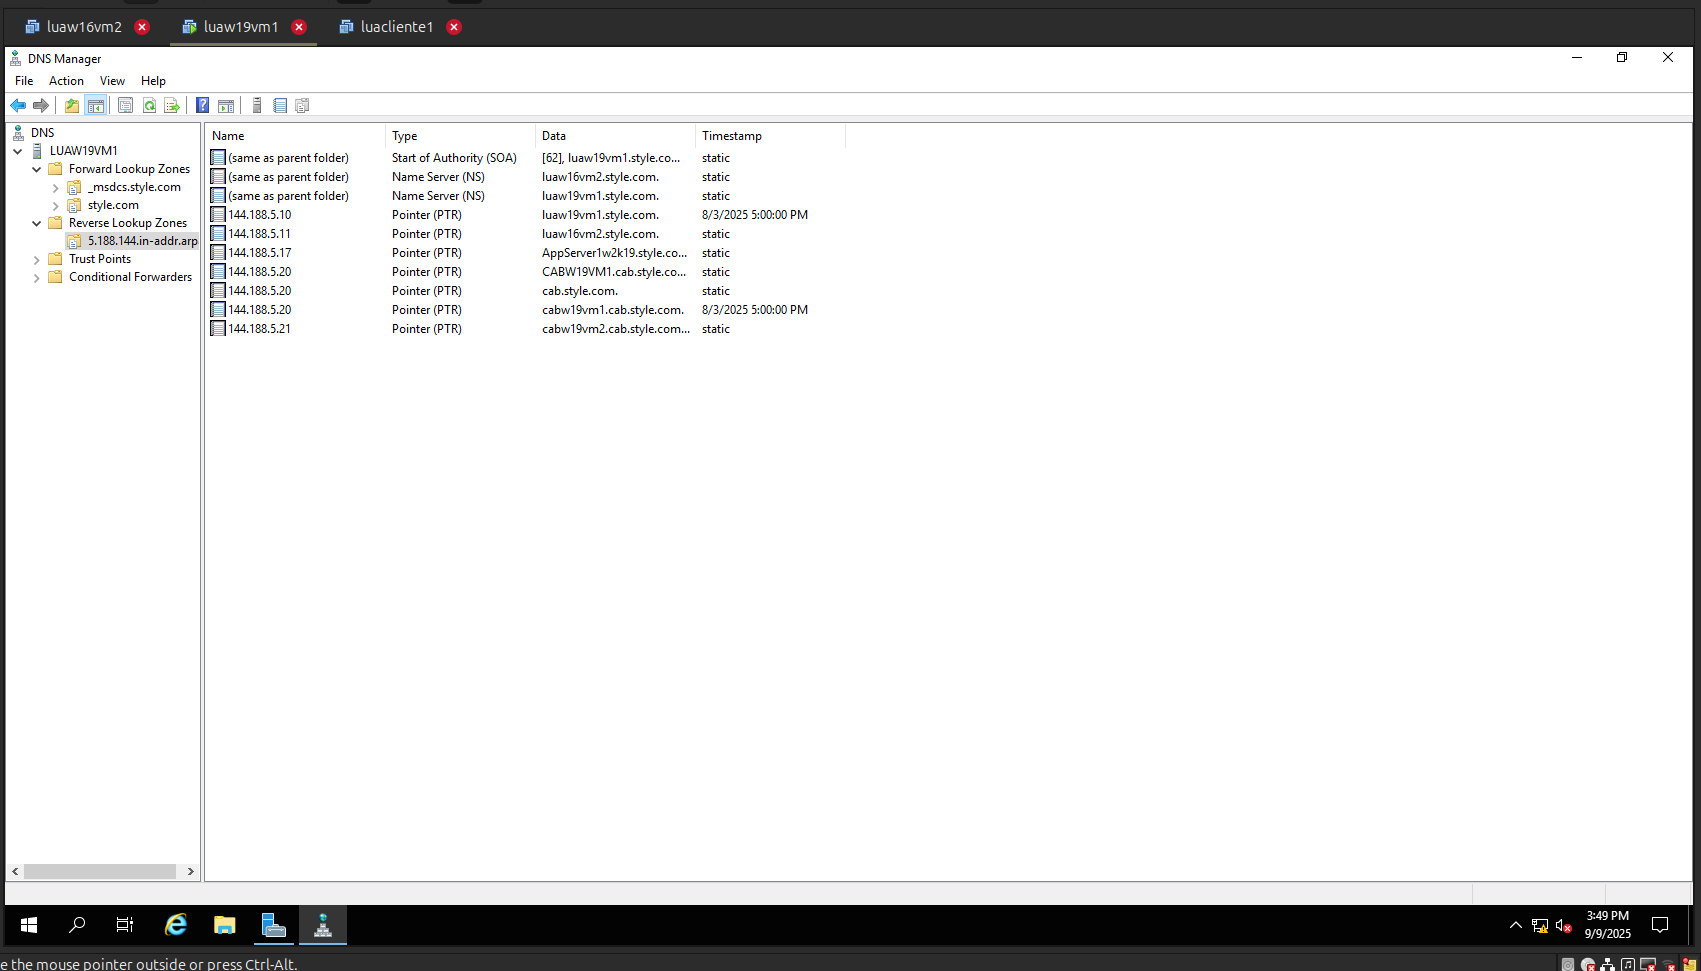 luaw16vm2 luaw19vm1 luacliente1
DNS Manager
File Action View Help
DNS
LUAW19VM1
Forward Lookup Zones
_msdcs.style.com
style.com
Reverse Lookup Zones
5.188.144.in-addr.arp
Trust Points
Conditional Forwarders
Name Type Data Timestamp
(same as parent folder) Start of Authority (SOA) [62], luaw19vm1.style.co... static
(same as parent folder) Name Server (NS) luaw16vm2.style.com. static
(same as parent folder) Name Server (NS) luaw19vm1.style.com. static
144.188.5.10 Pointer (PTR) luaw19vm1.style.com. 8/3/2025 5:00:00 PM
144.188.5.11 Pointer (PTR) luaw16vm2.style.com. static
144.188.5.17 Pointer (PTR) AppServer1w2k19.style.co... static
144.188.5.20 Pointer (PTR) CABW19VM1.cab.style.co... static
144.188.5.20 Pointer (PTR) cab.style.com. static
144.188.5.20 Pointer (PTR) cabw19vm1.cab.style.com. 8/3/2025 5:00:00 PM
144.188.5.21 Pointer (PTR) cabw19vm2.cab.style.com... static
3:49 PM
9/9/2025
e the mouse pointer outside or press Ctrl-Alt.